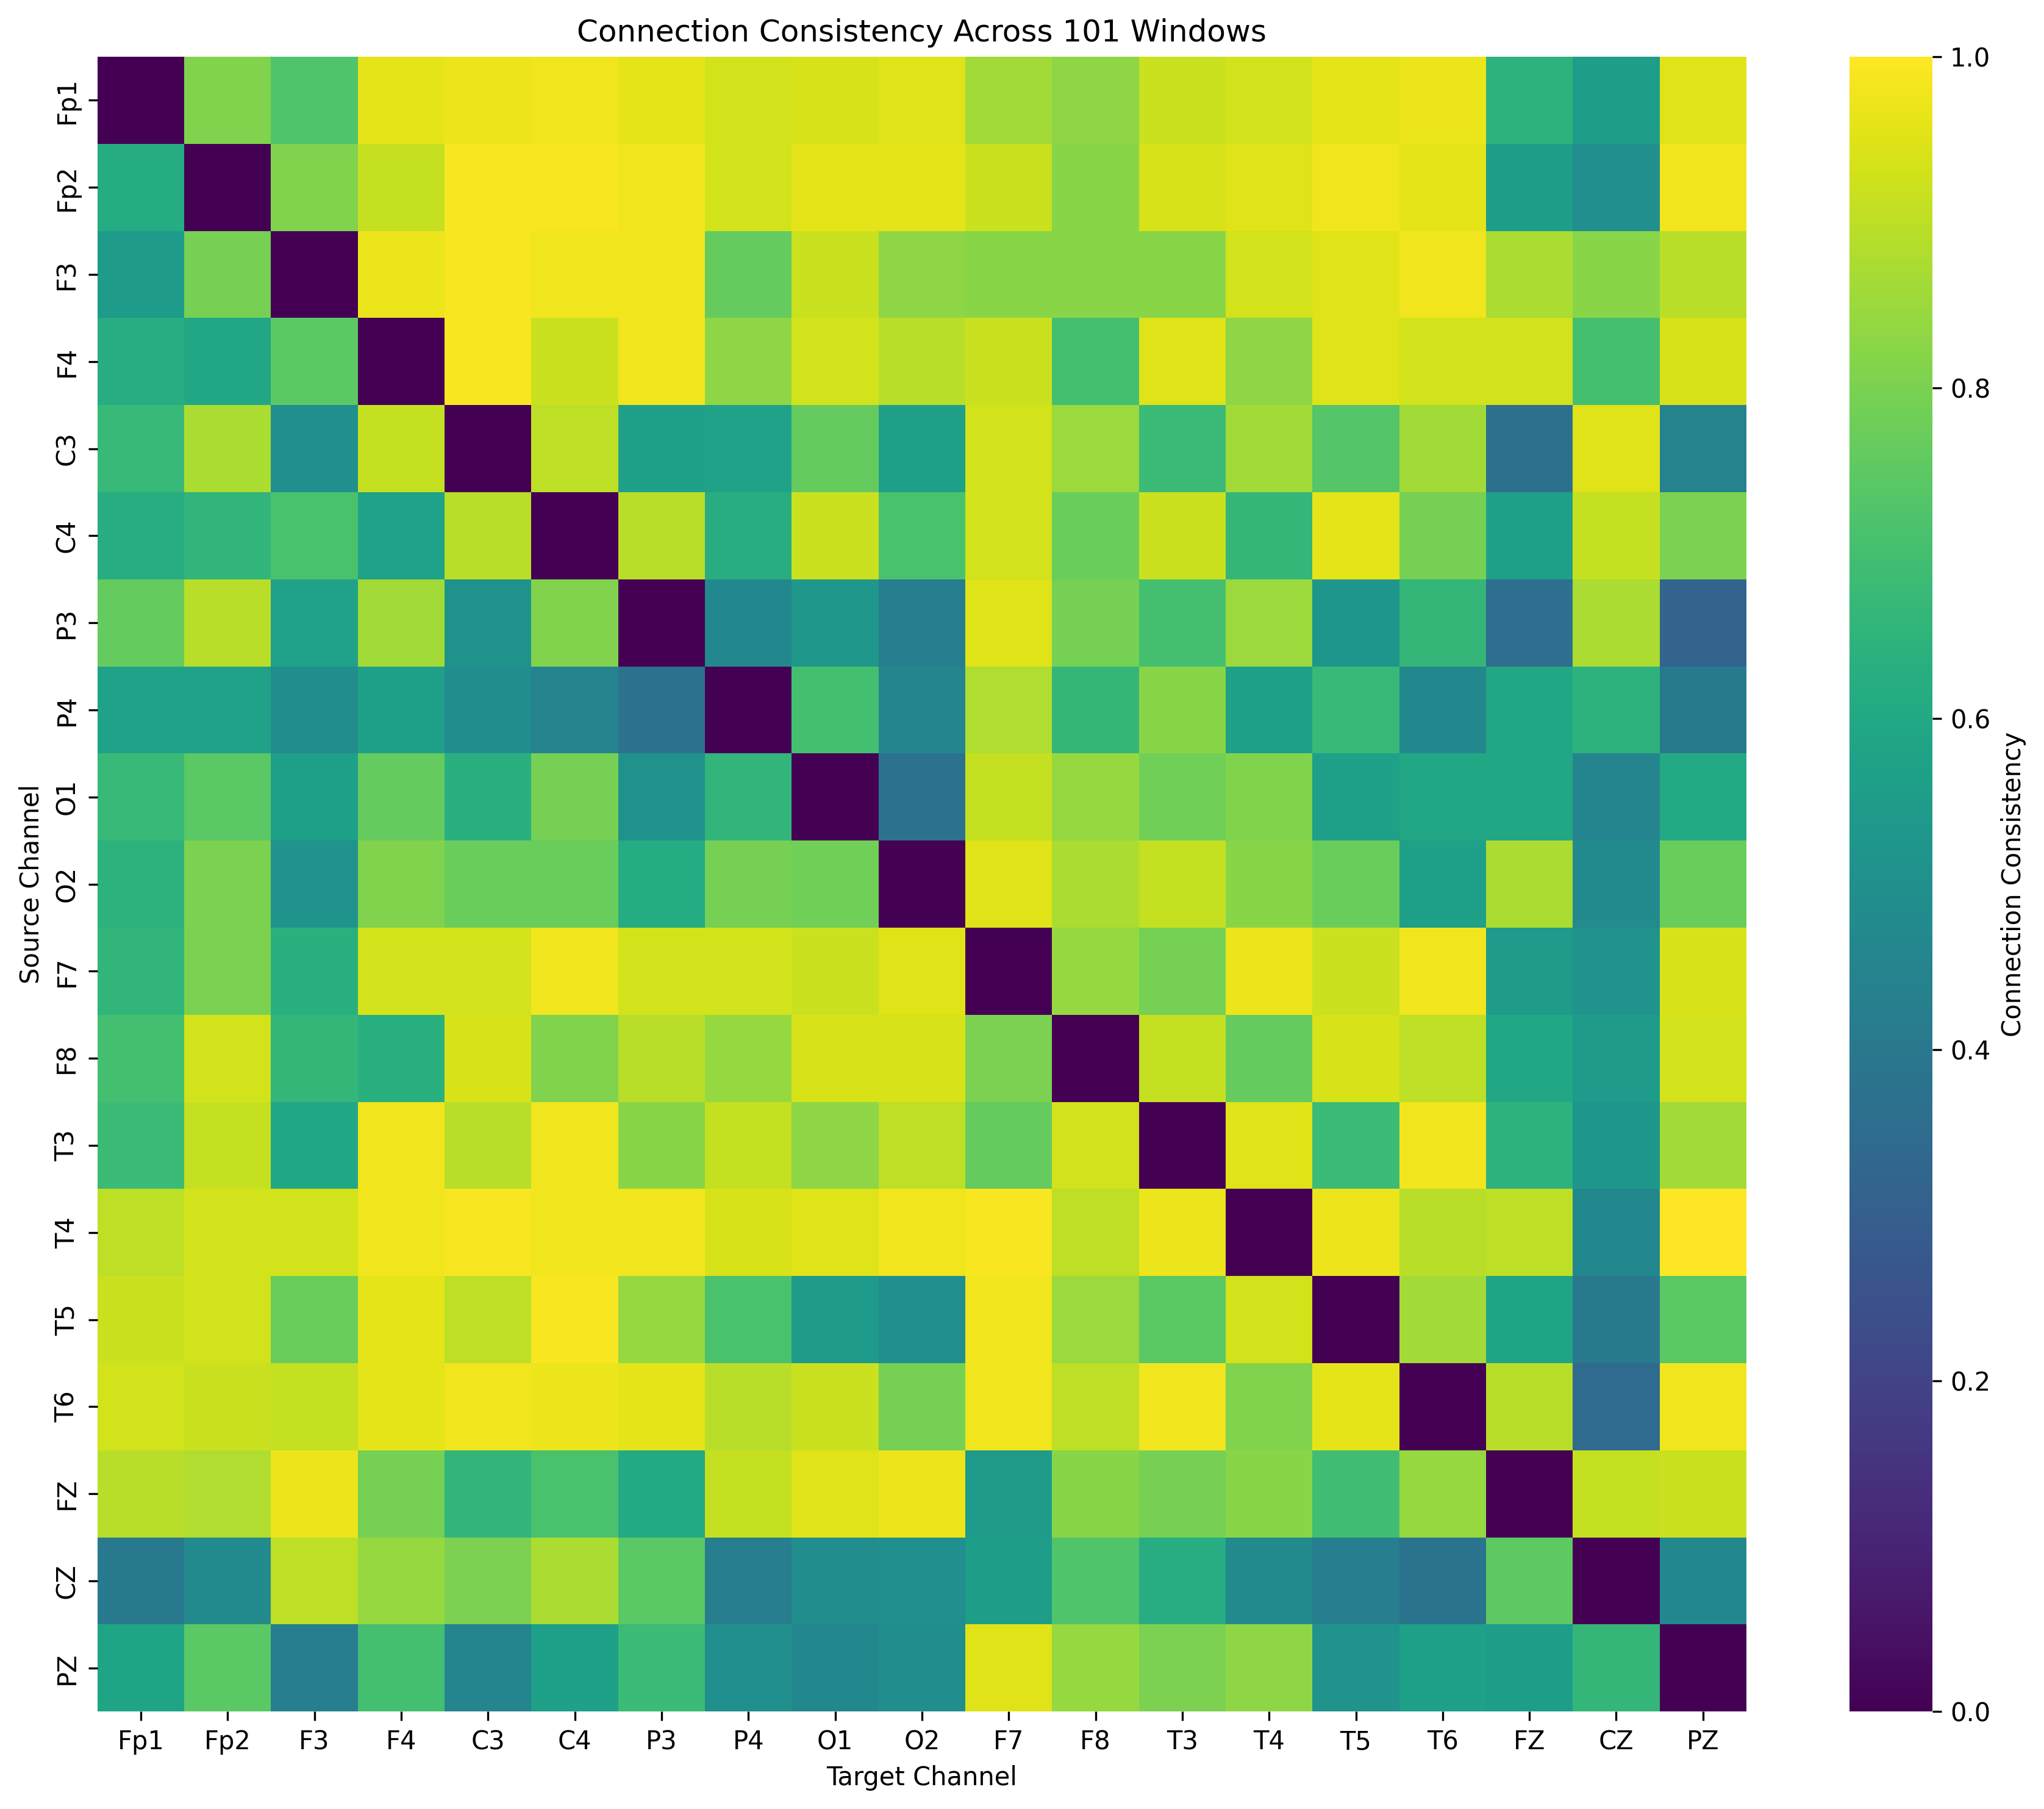 Connection Consistency Across 101 Windows
Source Channel
Fp1
Fp2
F3
F4
C3
C4
P3
P4
O1
O2
F7
F8
T3
T4
T5
T6
FZ
CZ
PZ
Fp1 Fp2 F3 F4 C3 C4 P3 P4 O1 O2 F7 F8 T3 T4 T5 T6 FZ CZ PZ
Target Channel
1.0
0.8
0.6
0.4
0.2
0.0
Connection Consistency